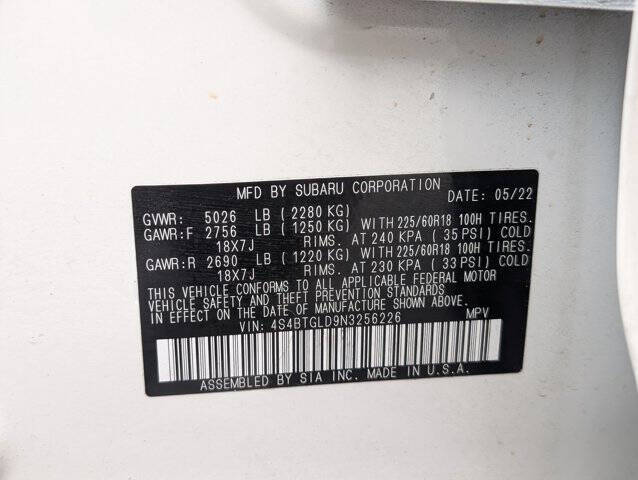 MFD BY SUBARU CORPORATION DATE: 05/22
GVWR: 5026 LB (2280 KG)
GAWR:F 2756 LB (1250 KG) WITH 225/60R18 100H TIRES.
18X7J RIMS. AT 240 KPA (35 PSI) COLD
GAWR:R 2690 LB (1220 KG) WITH 225/60R18 100H TIRES.
18X7J RIMS. AT 230 KPA (33 PSI) COLD
THIS VEHICLE CONFORMS TO ALL APPLICABLE FEDERAL MOTOR
VEHICLE SAFETY AND THEFT PREVENTION STANDARDS
IN EFFECT ON THE DATE OF MANUFACTURE SHOWN ABOVE.
VIN: 4S4BTGLD9N3256226 MPV
ASSEMBLED BY SIA INC. MADE IN U.S.A.